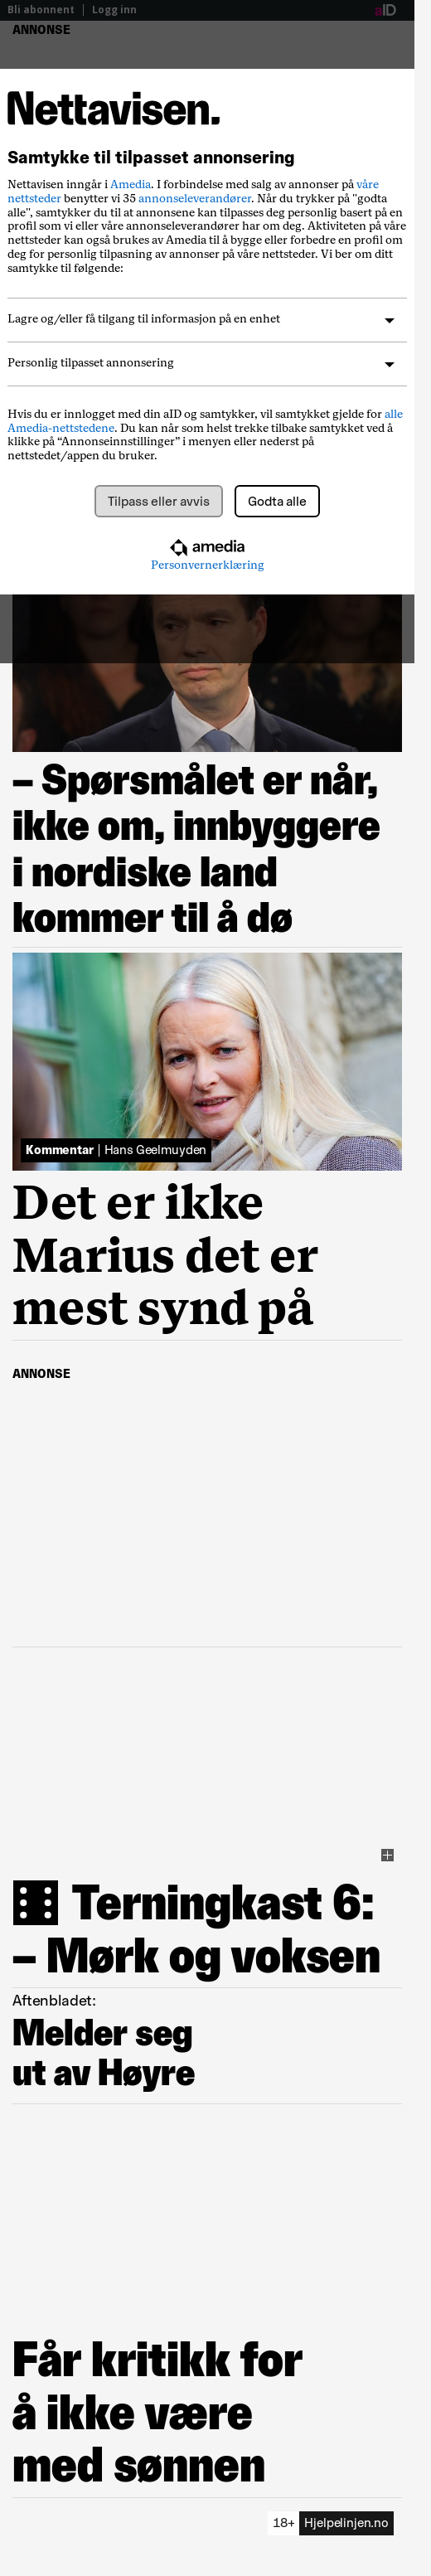 Bli abonnent | Logg inn
aID
ANNONSE
Nettavisen.
Samtykke til tilpasset annonsering
Nettavisen inngår i Amedia. I forbindelse med salg av annonser på våre
nettsteder benytter vi 35 annonseleverandører. Når du trykker på "godta
alle", samtykker du til at annonsene kan tilpasses deg personlig basert på en
profil som vi eller våre annonseleverandører har om deg. Aktiviteten på våre
nettsteder kan også brukes av Amedia til å bygge eller forbedre en profil om
deg for personlig tilpasning av annonser på våre nettsteder. Vi ber om ditt
samtykke til følgende:
Lagre og/eller få tilgang til informasjon på en enhet
Personlig tilpasset annonsering
Hvis du er innlogget med din aID og samtykker, vil samtykket gjelde for alle
Amedia-nettstedene. Du kan når som helst trekke tilbake samtykket ved å
klikke på “Annonseinnstillinger” i menyen eller nederst på
nettstedet/appen du bruker.
Tilpass eller avvis
Godta alle
amedia
Personvernerklæring
– Spørsmålet er når,
ikke om, innbyggere
i nordiske land
kommer til å dø
Kommentar | Hans Geelmuyden
Det er ikke
Marius det er
mest synd på
ANNONSE
Terningkast 6:
– Mørk og voksen
Aftenbladet:
Melder seg
ut av Høyre
Får kritikk for
å ikke være
med sønnen
18+ Hjelpelinjen.no